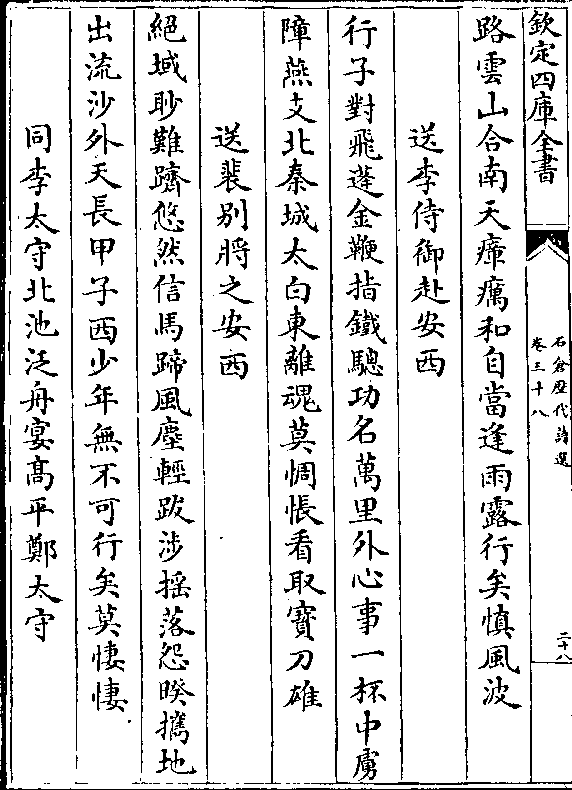 欽定四庫全書
石倉歴代詩選
卷三十八
二十八
路雲山合南天瘴癘和自當逢雨露行矣慎風波
送李侍御赴安西
行子對飛蓬金鞭指鐵驄功名萬里外心事一杯中虜
障燕支北秦城太白東離魂莫惆悵看取寳刀雄
送裴别將之安西
絕域眇難躋悠然信馬蹄風塵輕跋涉揺落怨暌攜地
出流沙外天長甲子西少年無不可行矣莫悽悽
同李太守北池泛舟宴髙平鄭太守